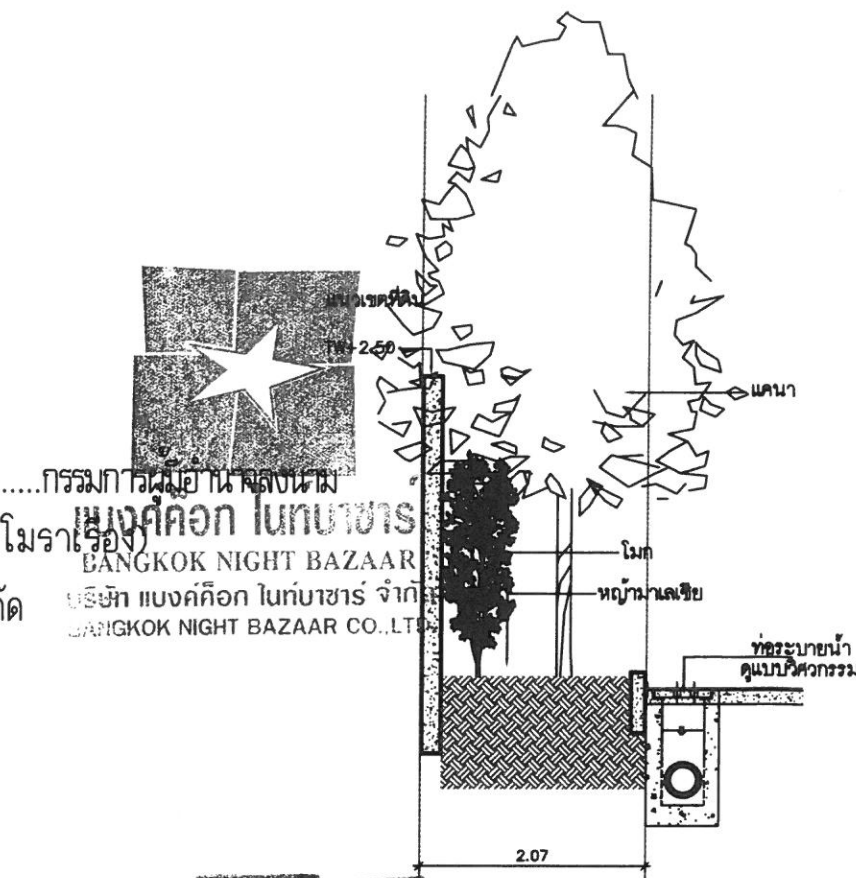 แนวเขตที่ดิน
TW+2.50
แคนา
.....กรรมการผู้มีอำนาจลงนาม
แบงค์ค็อก ไนท์บาซาร์
โมราเรือง)
BANGKOK NIGHT BAZAAR
โมก
บริษัท แบงค์ค็อก ไนท์บาซาร์ จำกัด
หญ้ามาเลเซีย
BANGKOK NIGHT BAZAAR CO.,LTD
ท่อระบายน้ำ
ดูแบบวิศวกรรม
2.07